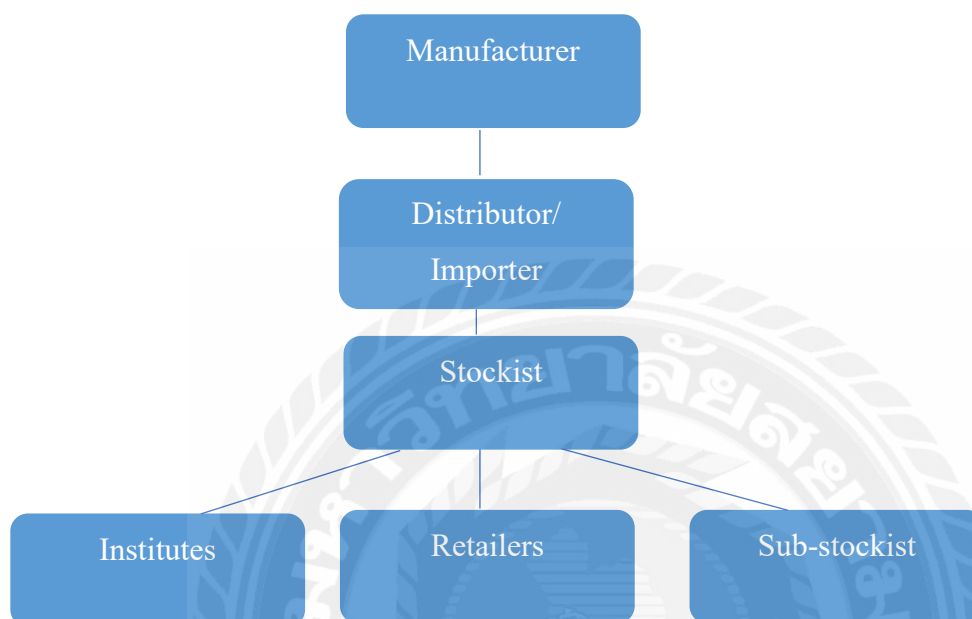 Manufacturer
Distributor/
Importer
Stockist
Institutes
Retailers
Sub-stockist